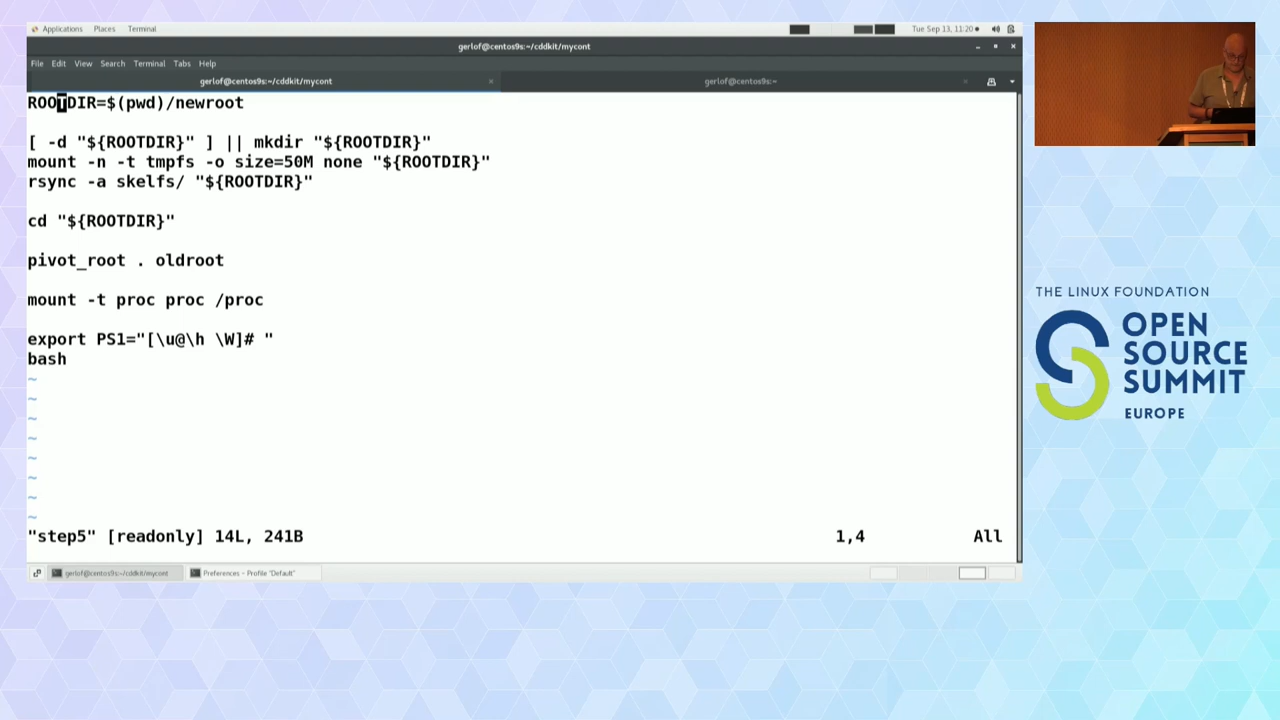 Applications Places Terminal
Tue Sep 13, 11:20
gerlof@centos9s:~/cddkit/mycont
File Edit View Search Terminal Tabs Help
gerlof@centos9s:~/cddkit/mycont
gerlof@centos9s:~
ROOTDIR=$(pwd)/newroot
[ -d "${ROOTDIR}" ] || mkdir "${ROOTDIR}"
mount -n -t tmpfs -o size=50M none "${ROOTDIR}"
rsync -a skelfs/ "${ROOTDIR}"
cd "${ROOTDIR}"
pivot_root . oldroot
mount -t proc proc /proc
export PS1="[\u@\h \W]# "
bash
~
~
~
~
~
~
~
~
"step5" [readonly] 14L, 241B 1,4 All
gerlof@centos9s:~/cddkit/mycont
Preferences – Profile "Default"
THE LINUX FOUNDATION
OPEN
SOURCE
SUMMIT
EUROPE